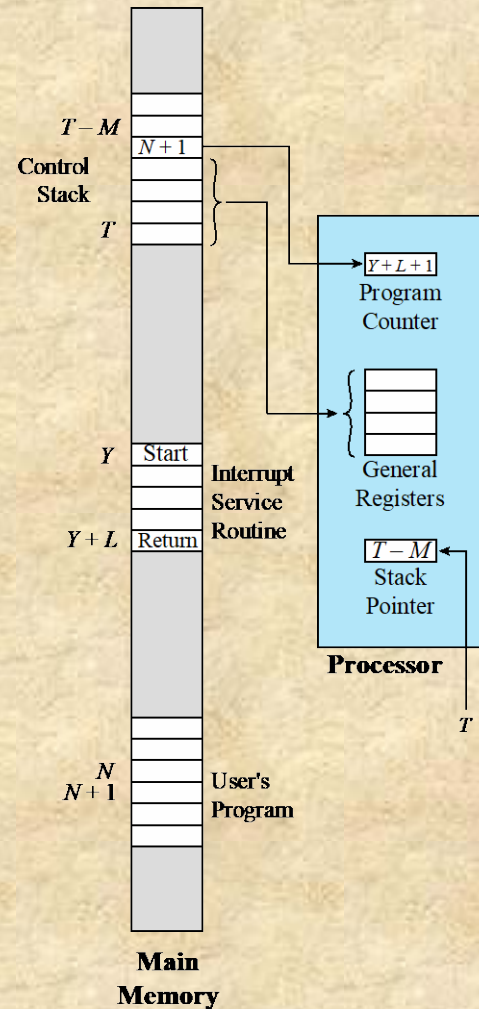 T – M
N + 1
Control
Stack
T
Y + L + 1
Program
Counter
Y
Start
Interrupt
Service
Routine
General
Registers
Y + L
Return
T – M
Stack
Pointer
Processor
T
N
N + 1
User's
Program
Main
Memory